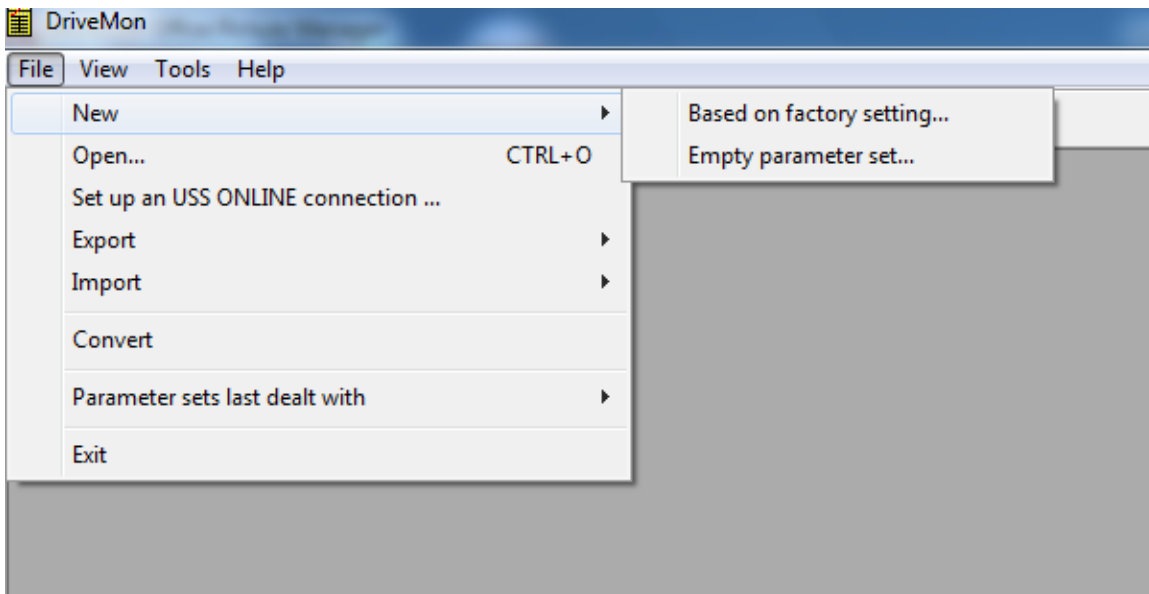 DriveMon
File View Tools Help
New
Based on factory setting...
Open... CTRL+O
Empty parameter set...
Set up an USS ONLINE connection ...
Export
Import
Convert
Parameter sets last dealt with
Exit